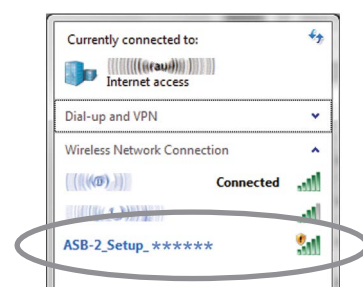 Currently connected to:
Internet access
Dial-up and VPN
Wireless Network Connection
Connected
ASB-2_Setup_******